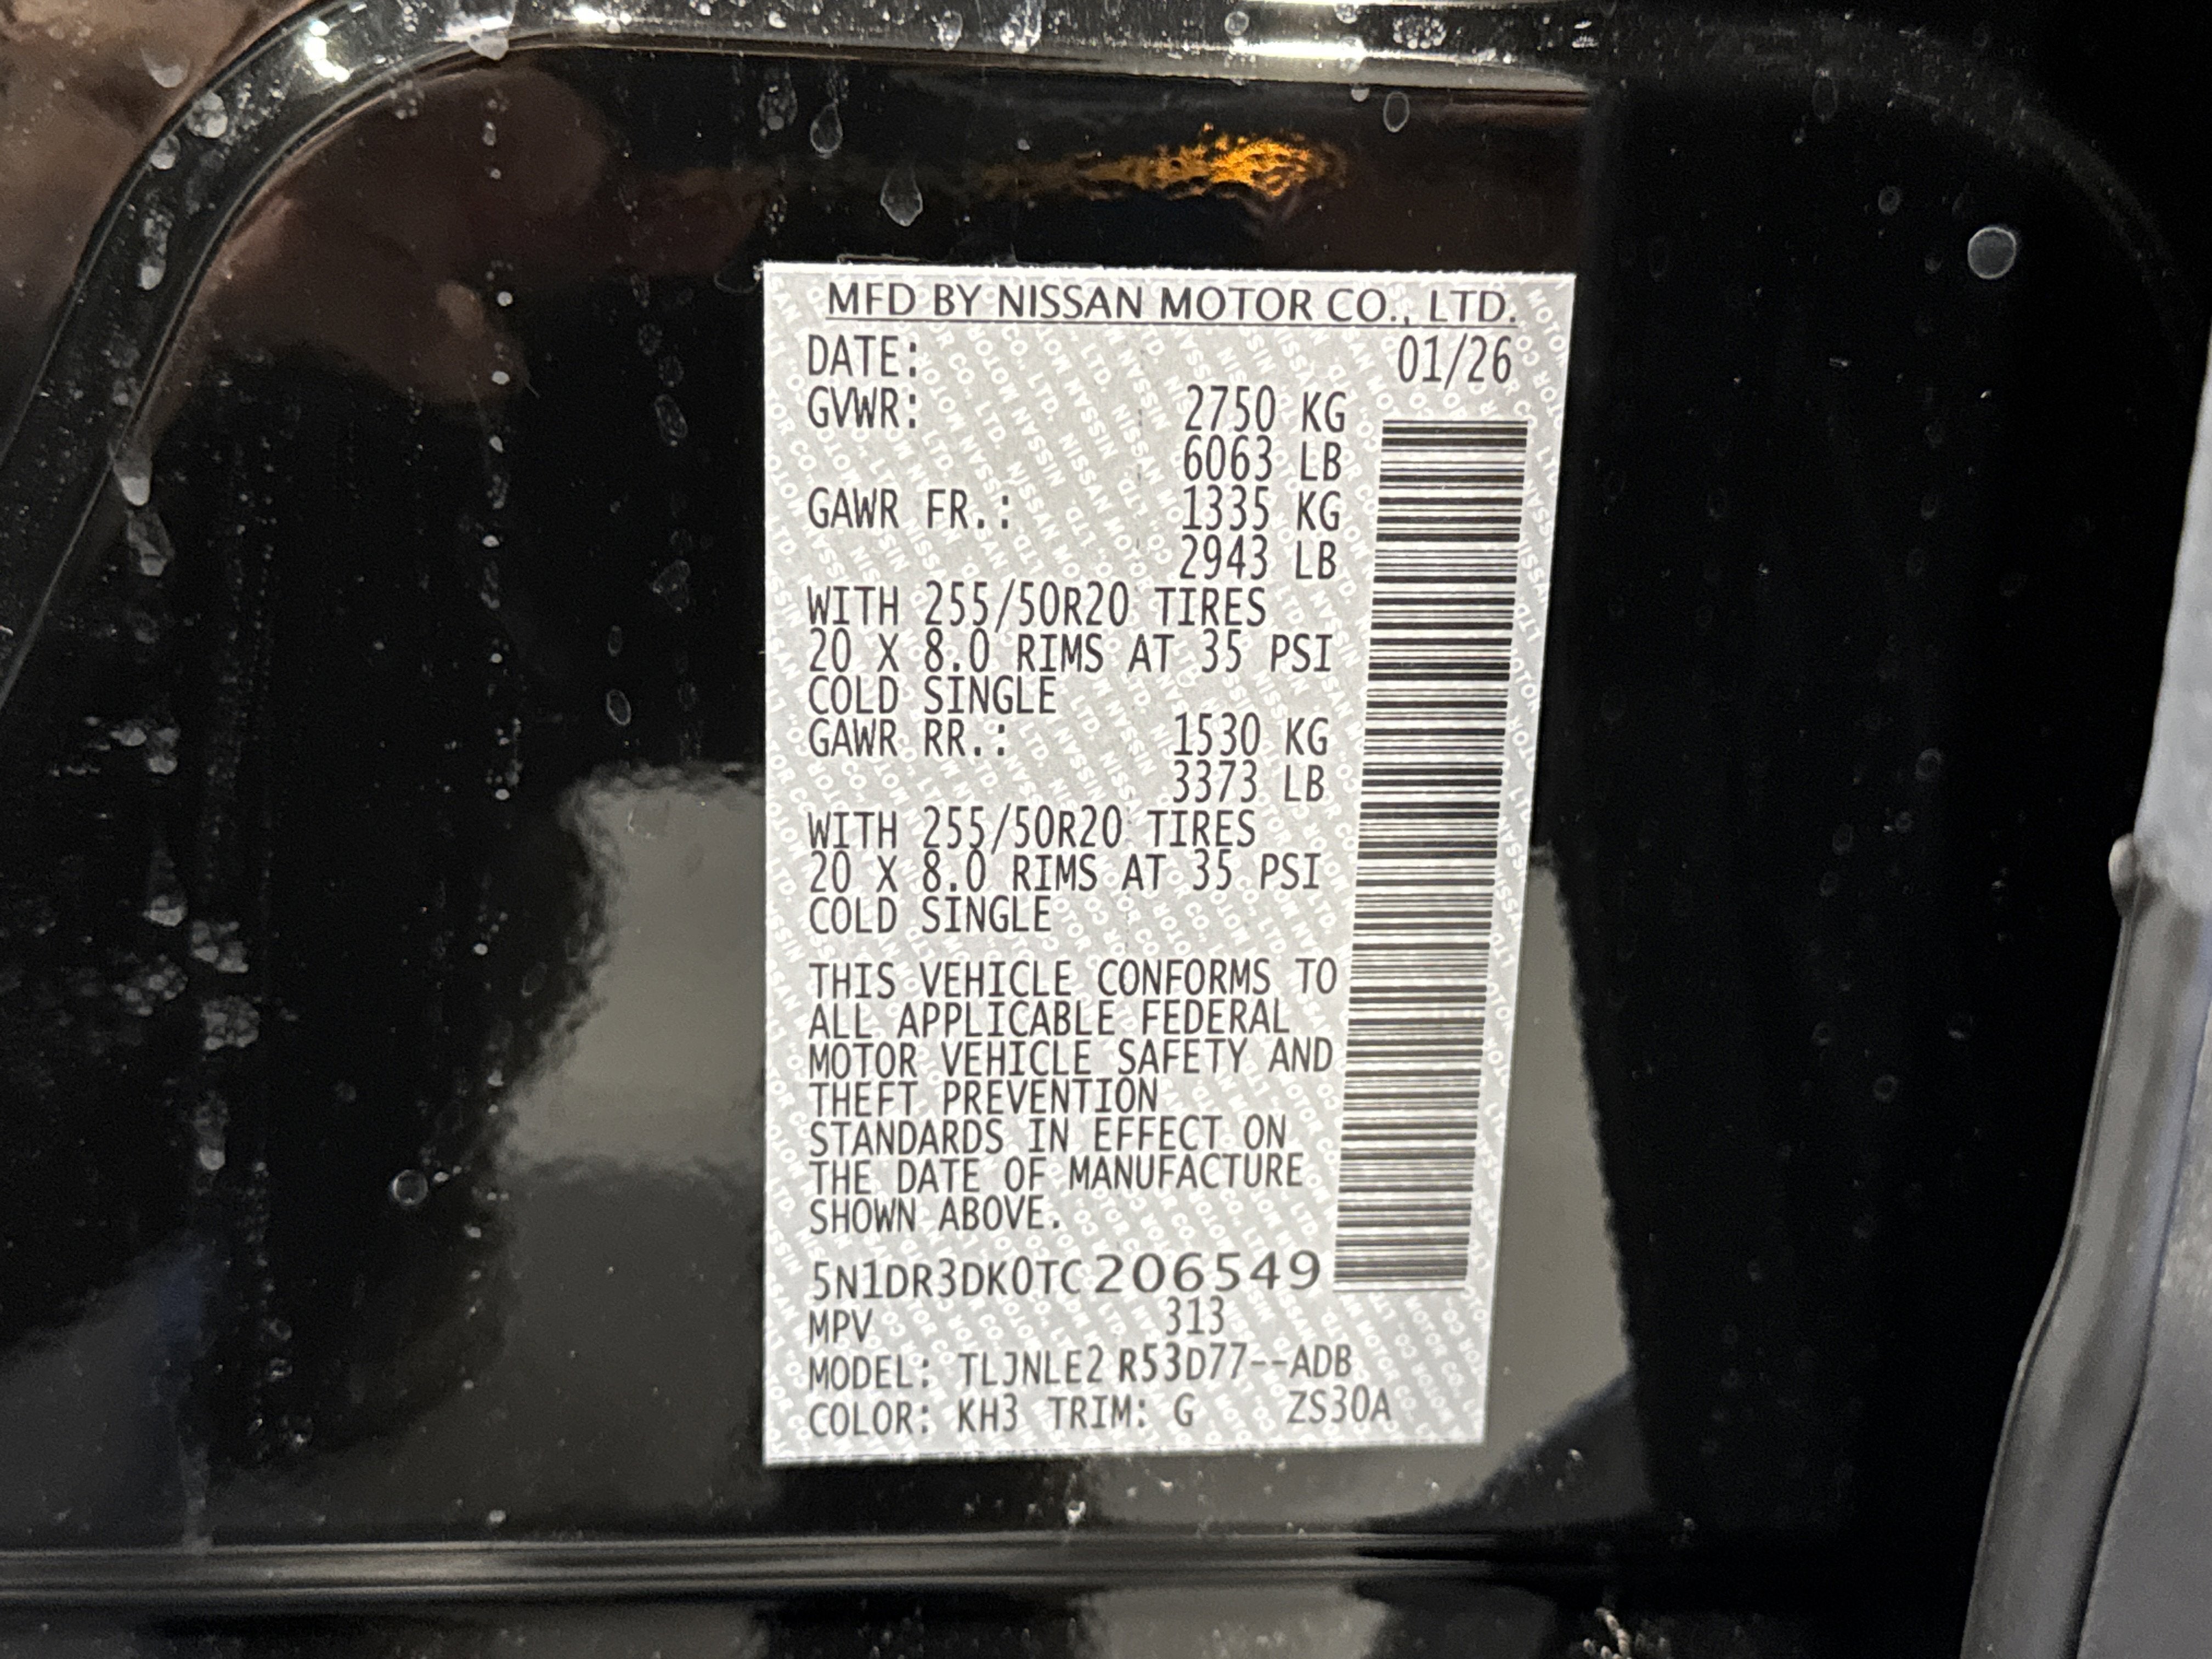 MFD BY NISSAN MOTOR CO., LTD.
DATE: 01/26
GVWR: 2750 KG
6063 LB
GAWR FR.: 1335 KG
2943 LB
WITH 255/50R20 TIRES
20 X 8.0 RIMS AT 35 PSI
COLD SINGLE
GAWR RR.: 1530 KG
3373 LB
WITH 255/50R20 TIRES
20 X 8.0 RIMS AT 35 PSI
COLD SINGLE
THIS VEHICLE CONFORMS TO
ALL APPLICABLE FEDERAL
MOTOR VEHICLE SAFETY AND
THEFT PREVENTION
STANDARDS IN EFFECT ON
THE DATE OF MANUFACTURE
SHOWN ABOVE.
5N1DR3DK0TC206549
MPV 313
MODEL: TLJNLE2 R53D77--ADB
COLOR: KH3 TRIM: G ZS30A